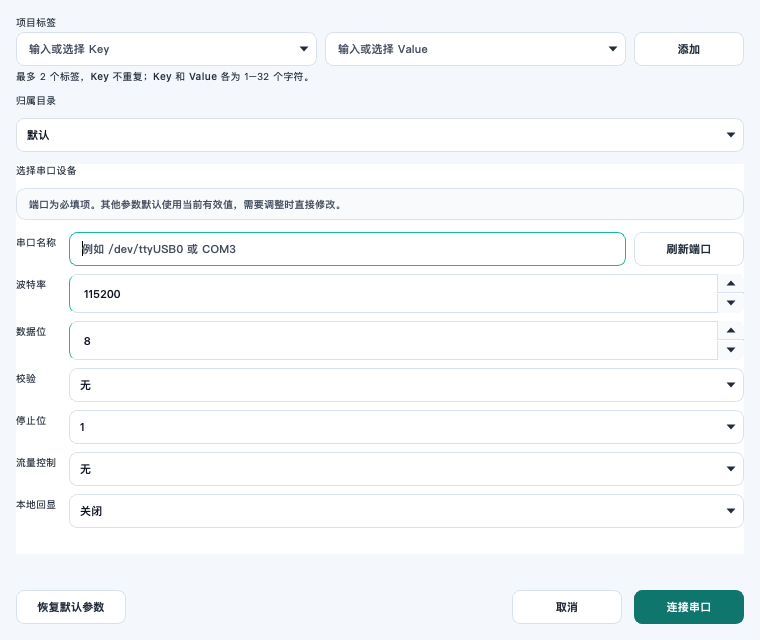 项目标签
输入或选择 Key
输入或选择 Value
添加
最多 2 个标签，Key 不重复；Key 和 Value 各为 1–32 个字符。
归属目录
默认
选择串口设备
端口为必填项。其他参数默认使用当前有效值，需要调整时直接修改。
串口名称
例如 /dev/ttyUSB0 或 COM3
刷新端口
波特率
115200
数据位
8
校验
无
停止位
1
流量控制
无
本地回显
关闭
恢复默认参数
取消
连接串口